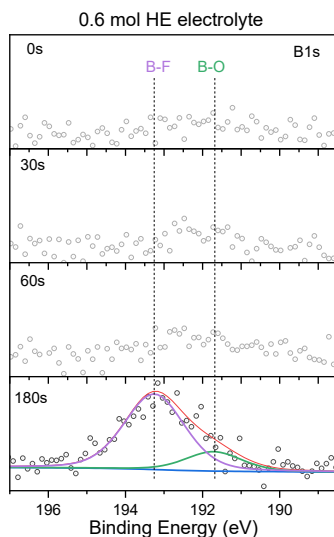 0.6 mol HE electrolyte
0s
B-F
B-O
B1s
30s
60s
180s
196
194
192
190
Binding Energy (eV)